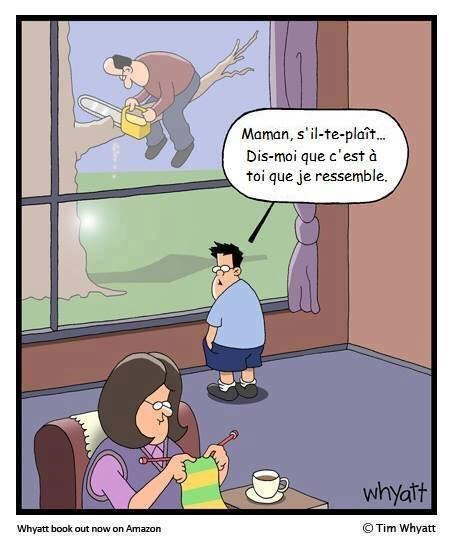 Maman, s'il-te-plaît...
Dis-moi que c'est à
toi que je ressemble.
whyatt
Whyatt book out now on Amazon © Tim Whyatt